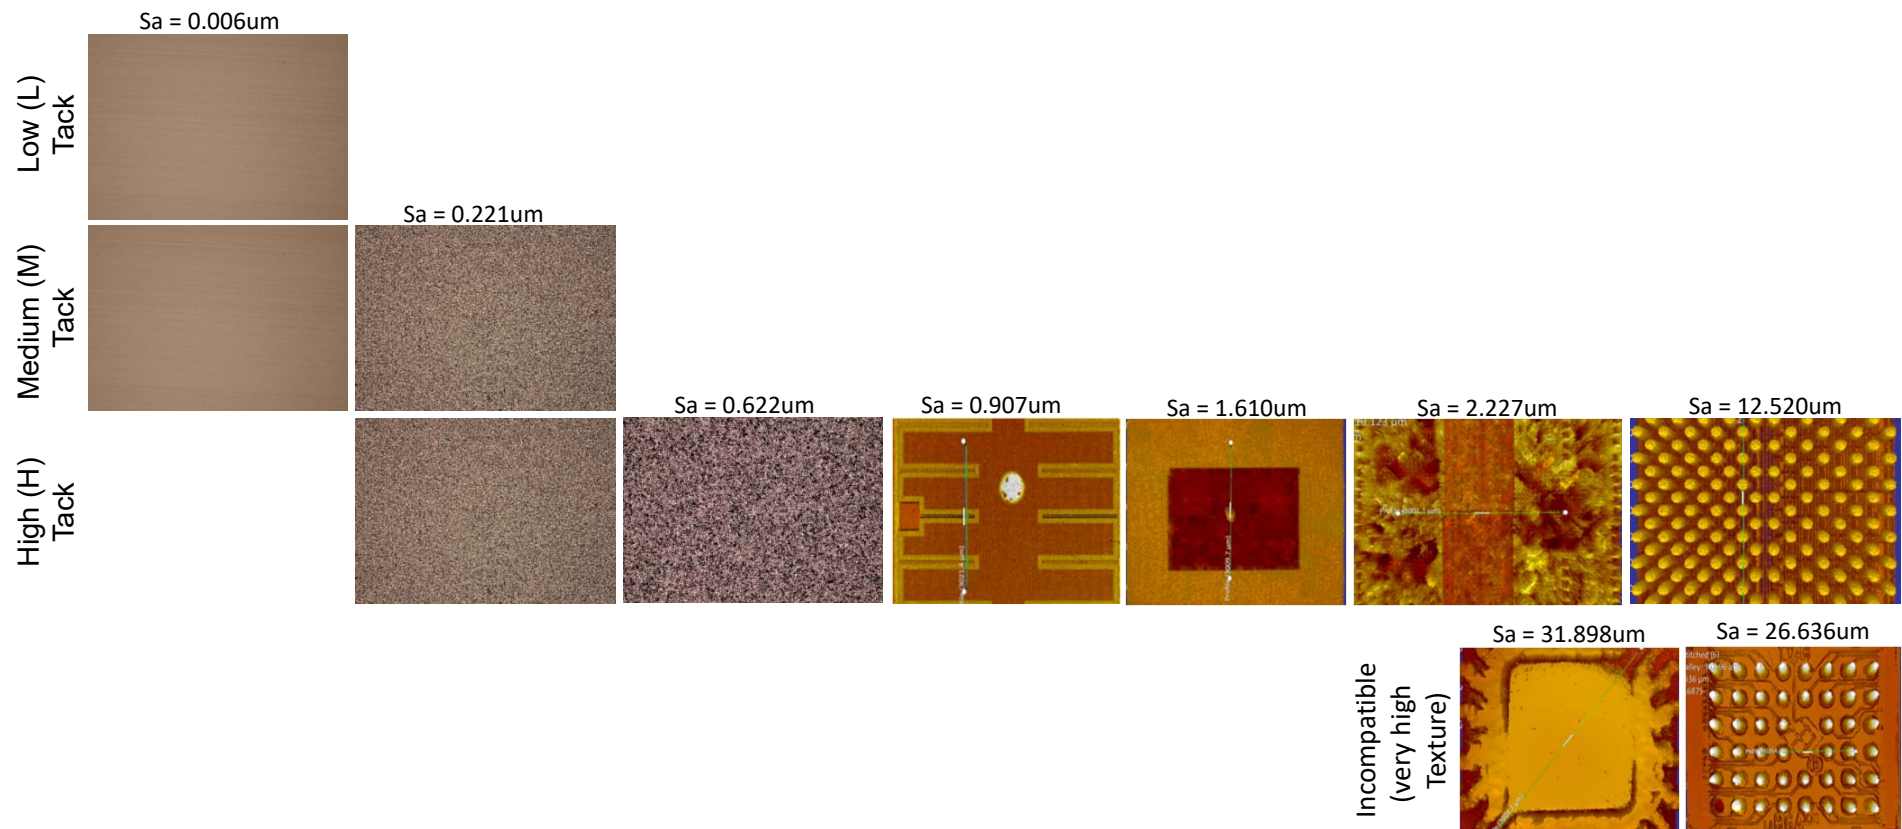 Sa = 0.006um
Low (L)
Tack
Sa = 0.221um
Medium (M)
Tack
Sa = 0.622um
Sa = 0.907um
Sa = 1.610um
Sa = 2.227um
Sa = 12.520um
High (H)
Tack
Sa = 31.898um
Sa = 26.636um
Incompatible
(very high
Texture)